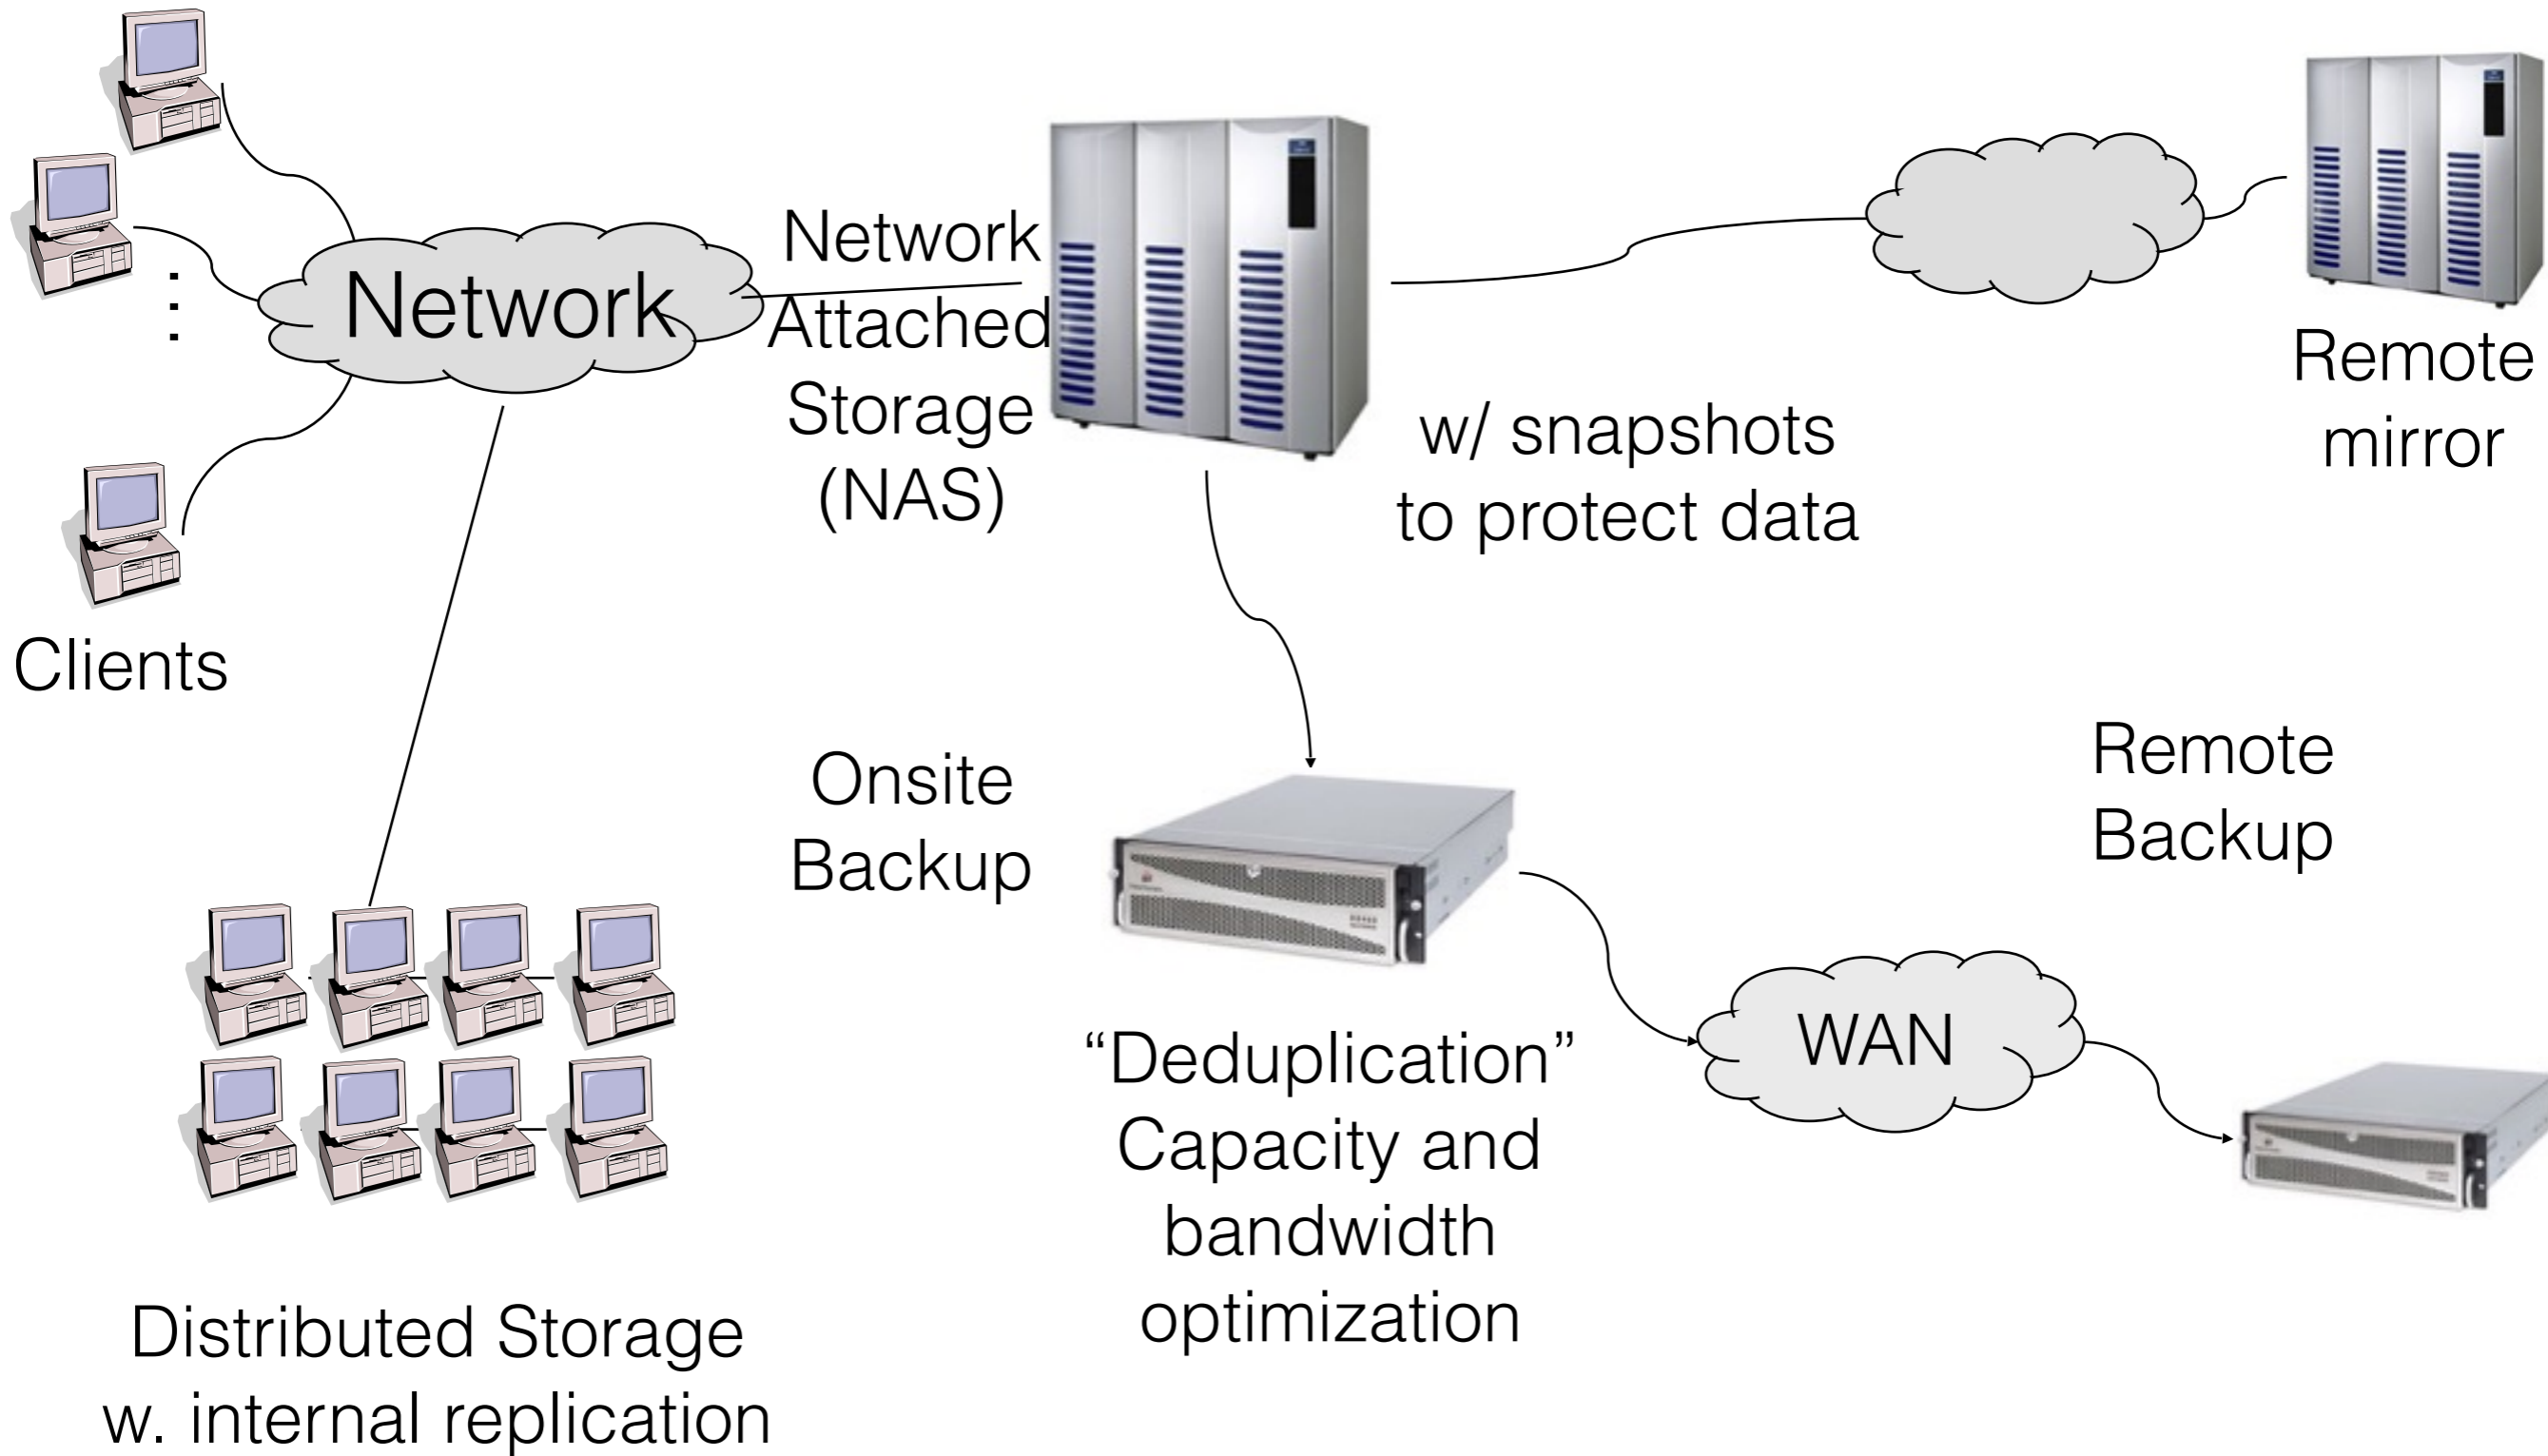 Network
Network
Attached
Storage
(NAS)
w/ snapshots
to protect data
Remote
mirror
Clients
Onsite
Backup
Remote
Backup
WAN
“Deduplication”
Capacity and
bandwidth
optimization
Distributed Storage
w. internal replication